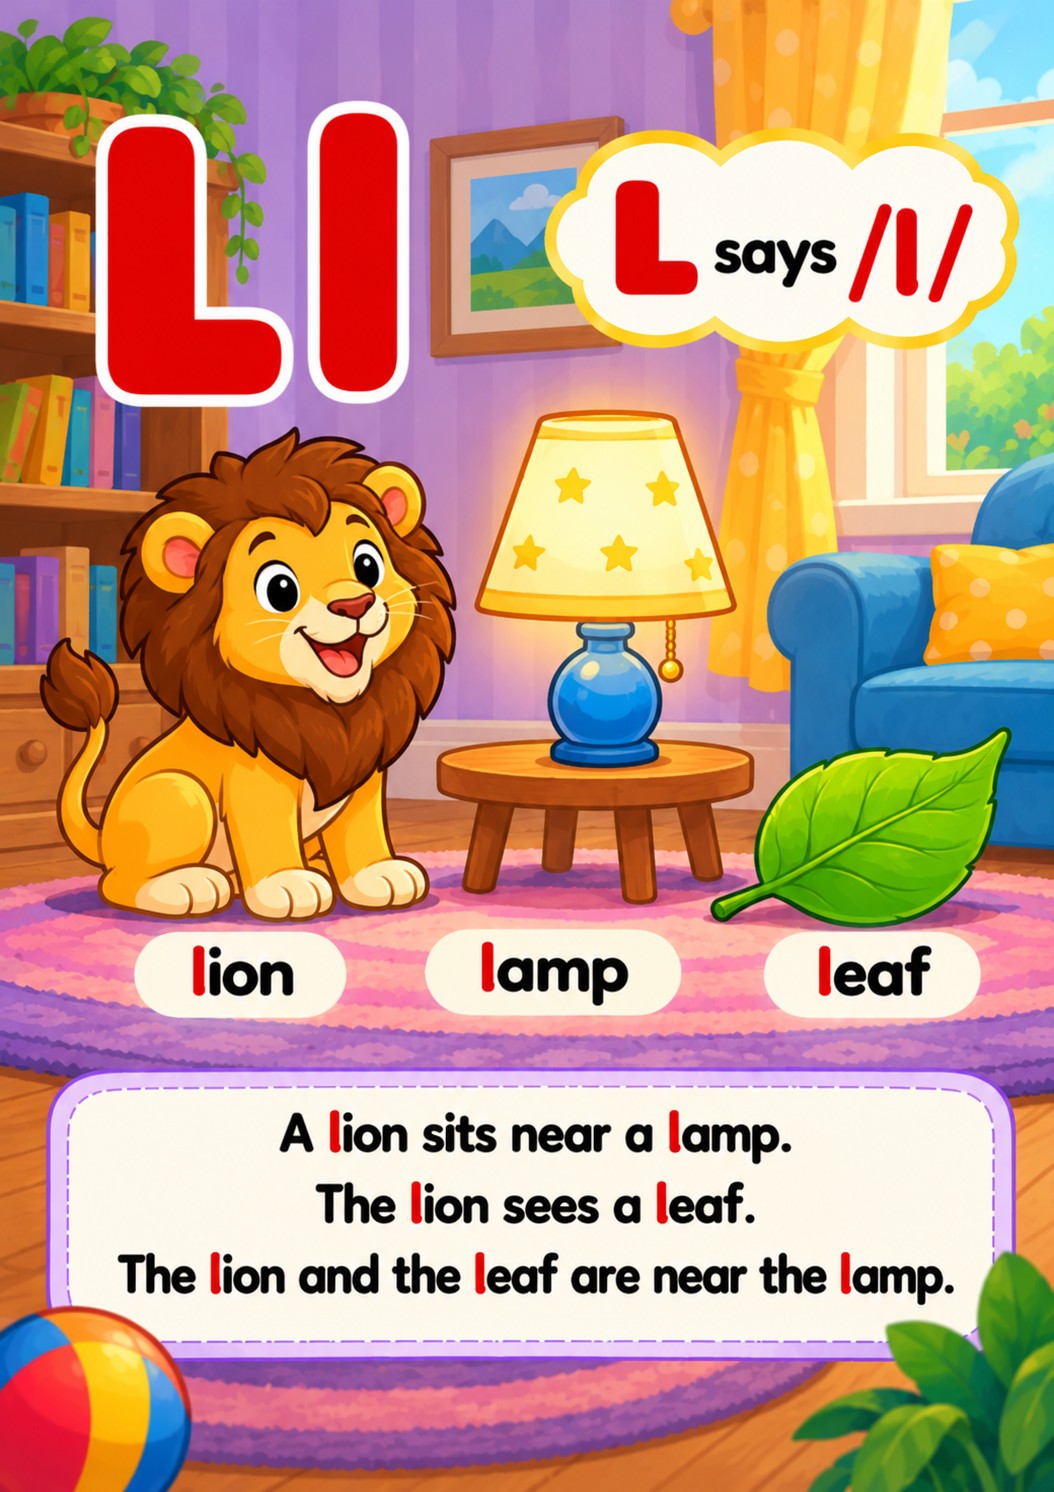 Ll
L says /l/
lion
lamp
leaf
A lion sits near a lamp.
The lion sees a leaf.
The lion and the leaf are near the lamp.